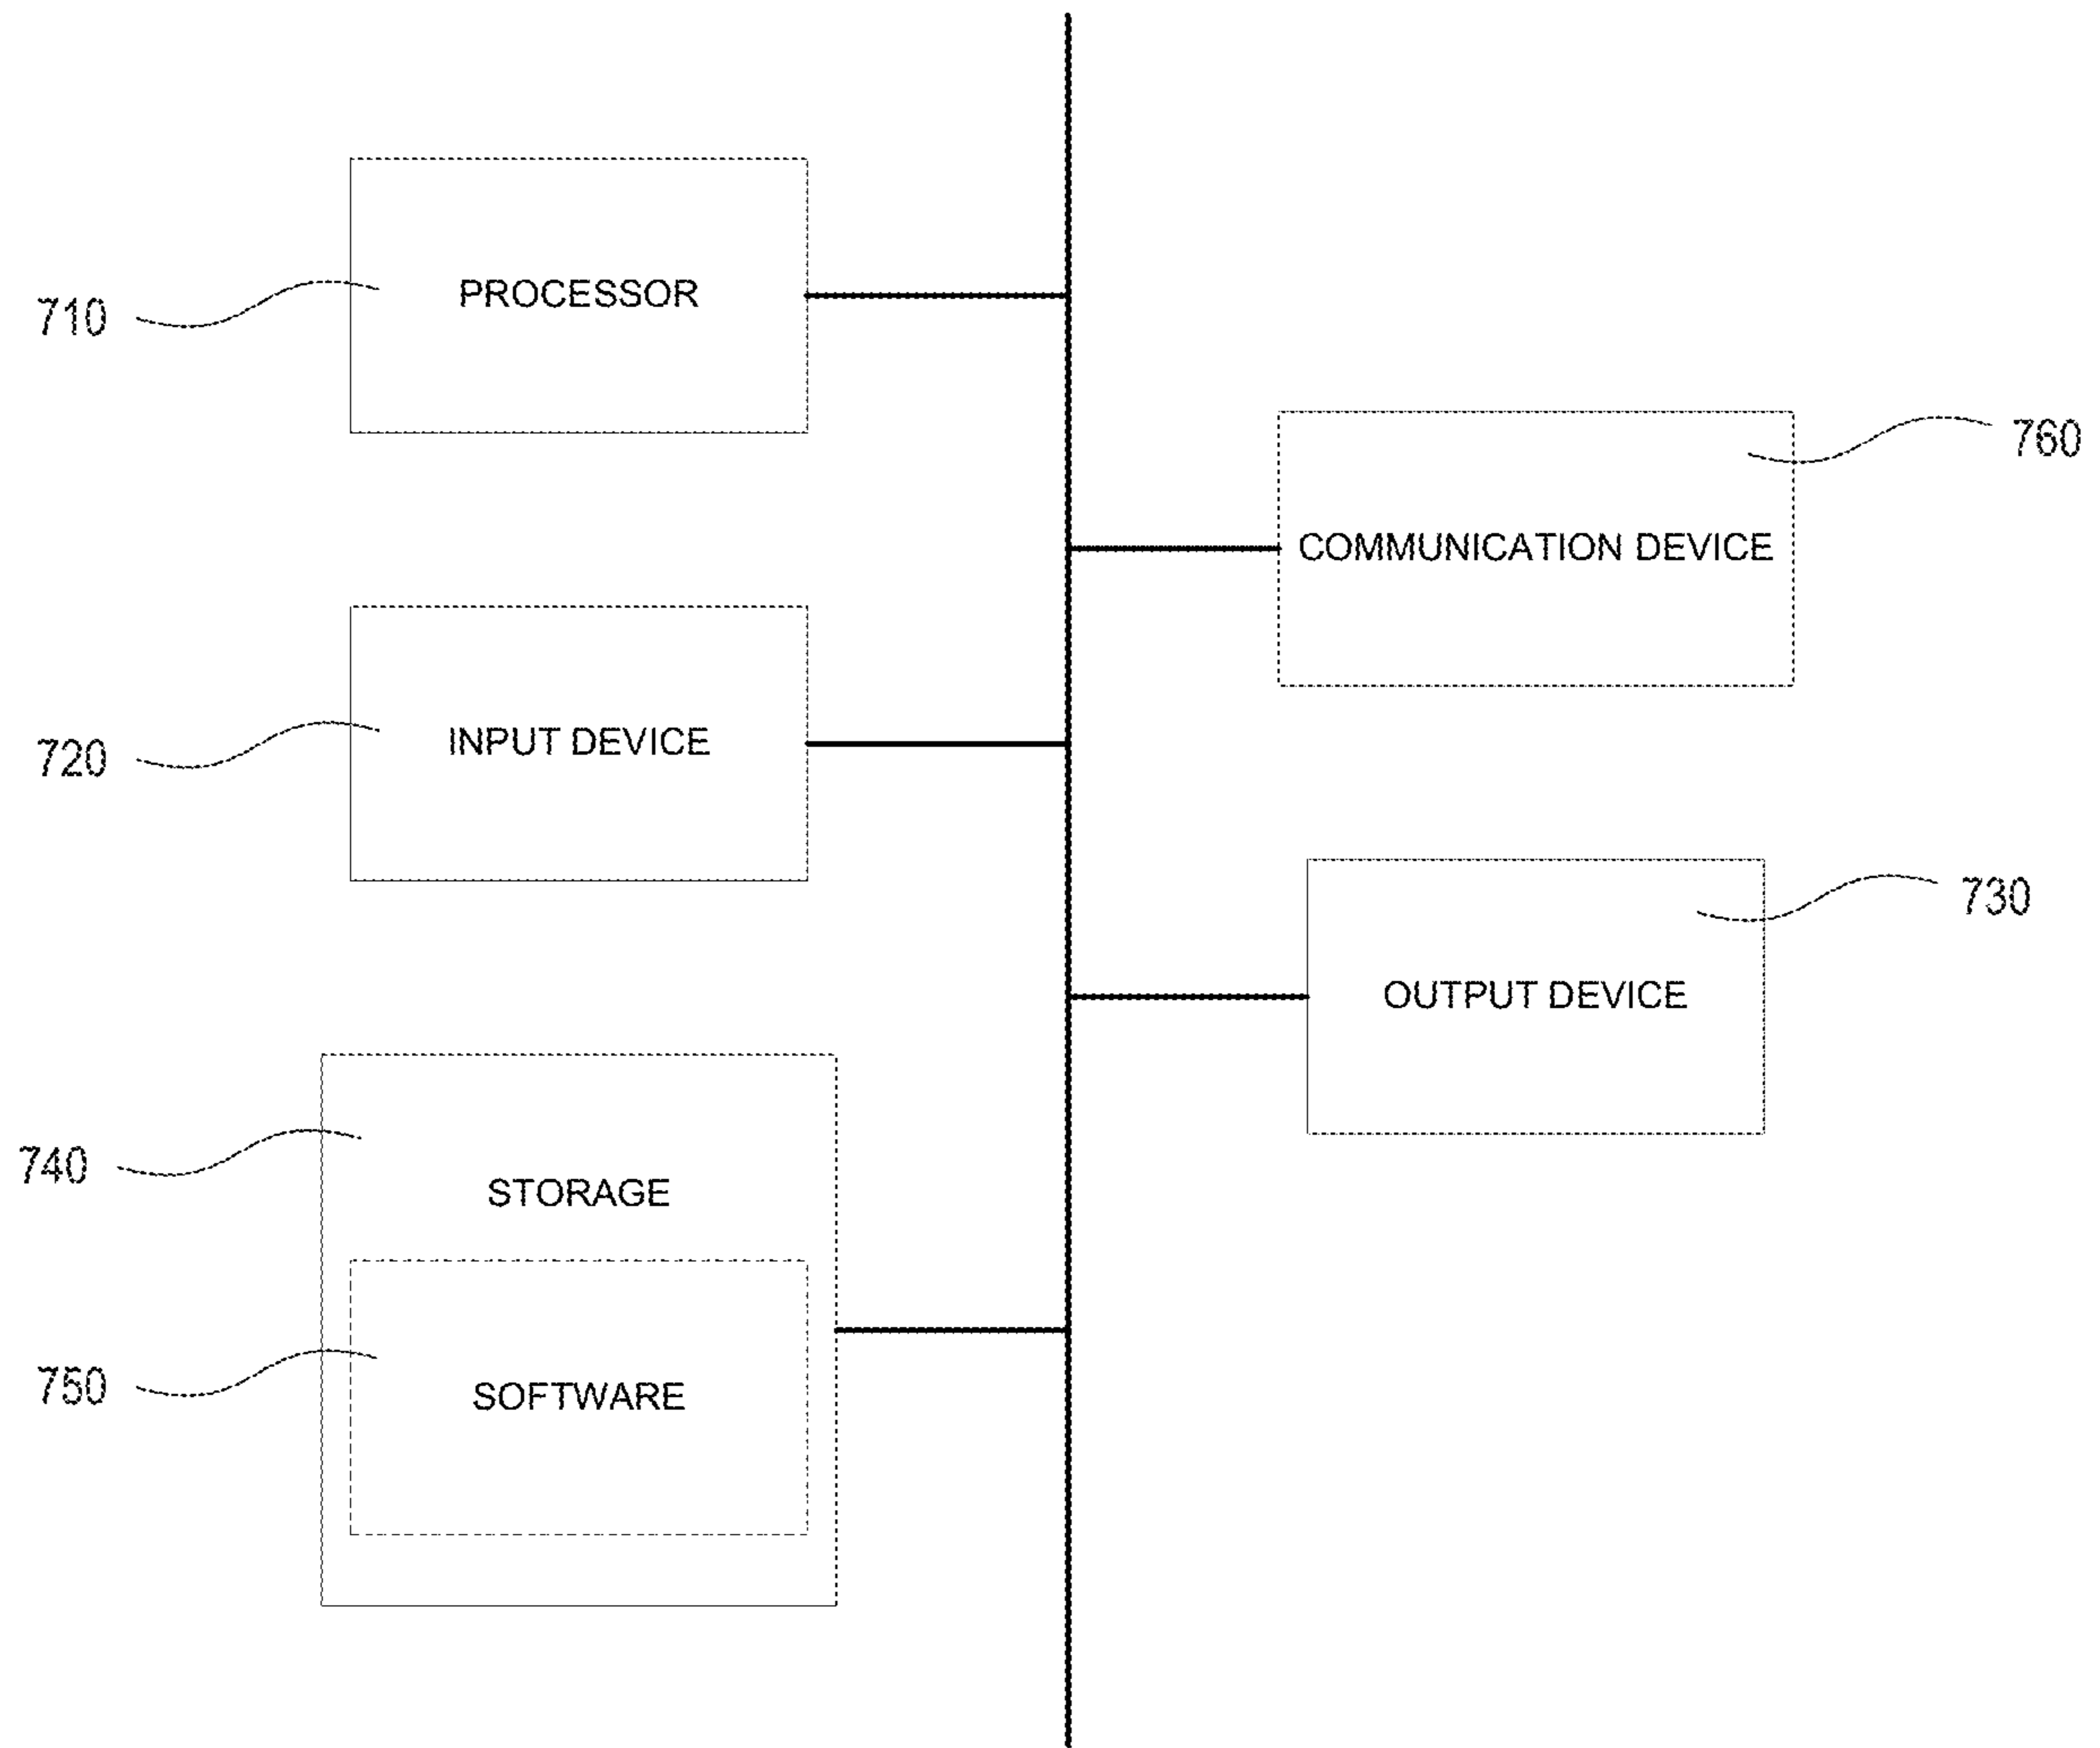 710
PROCESSOR
760
COMMUNICATION DEVICE
720
INPUT DEVICE
730
OUTPUT DEVICE
740
STORAGE
750
SOFTWARE